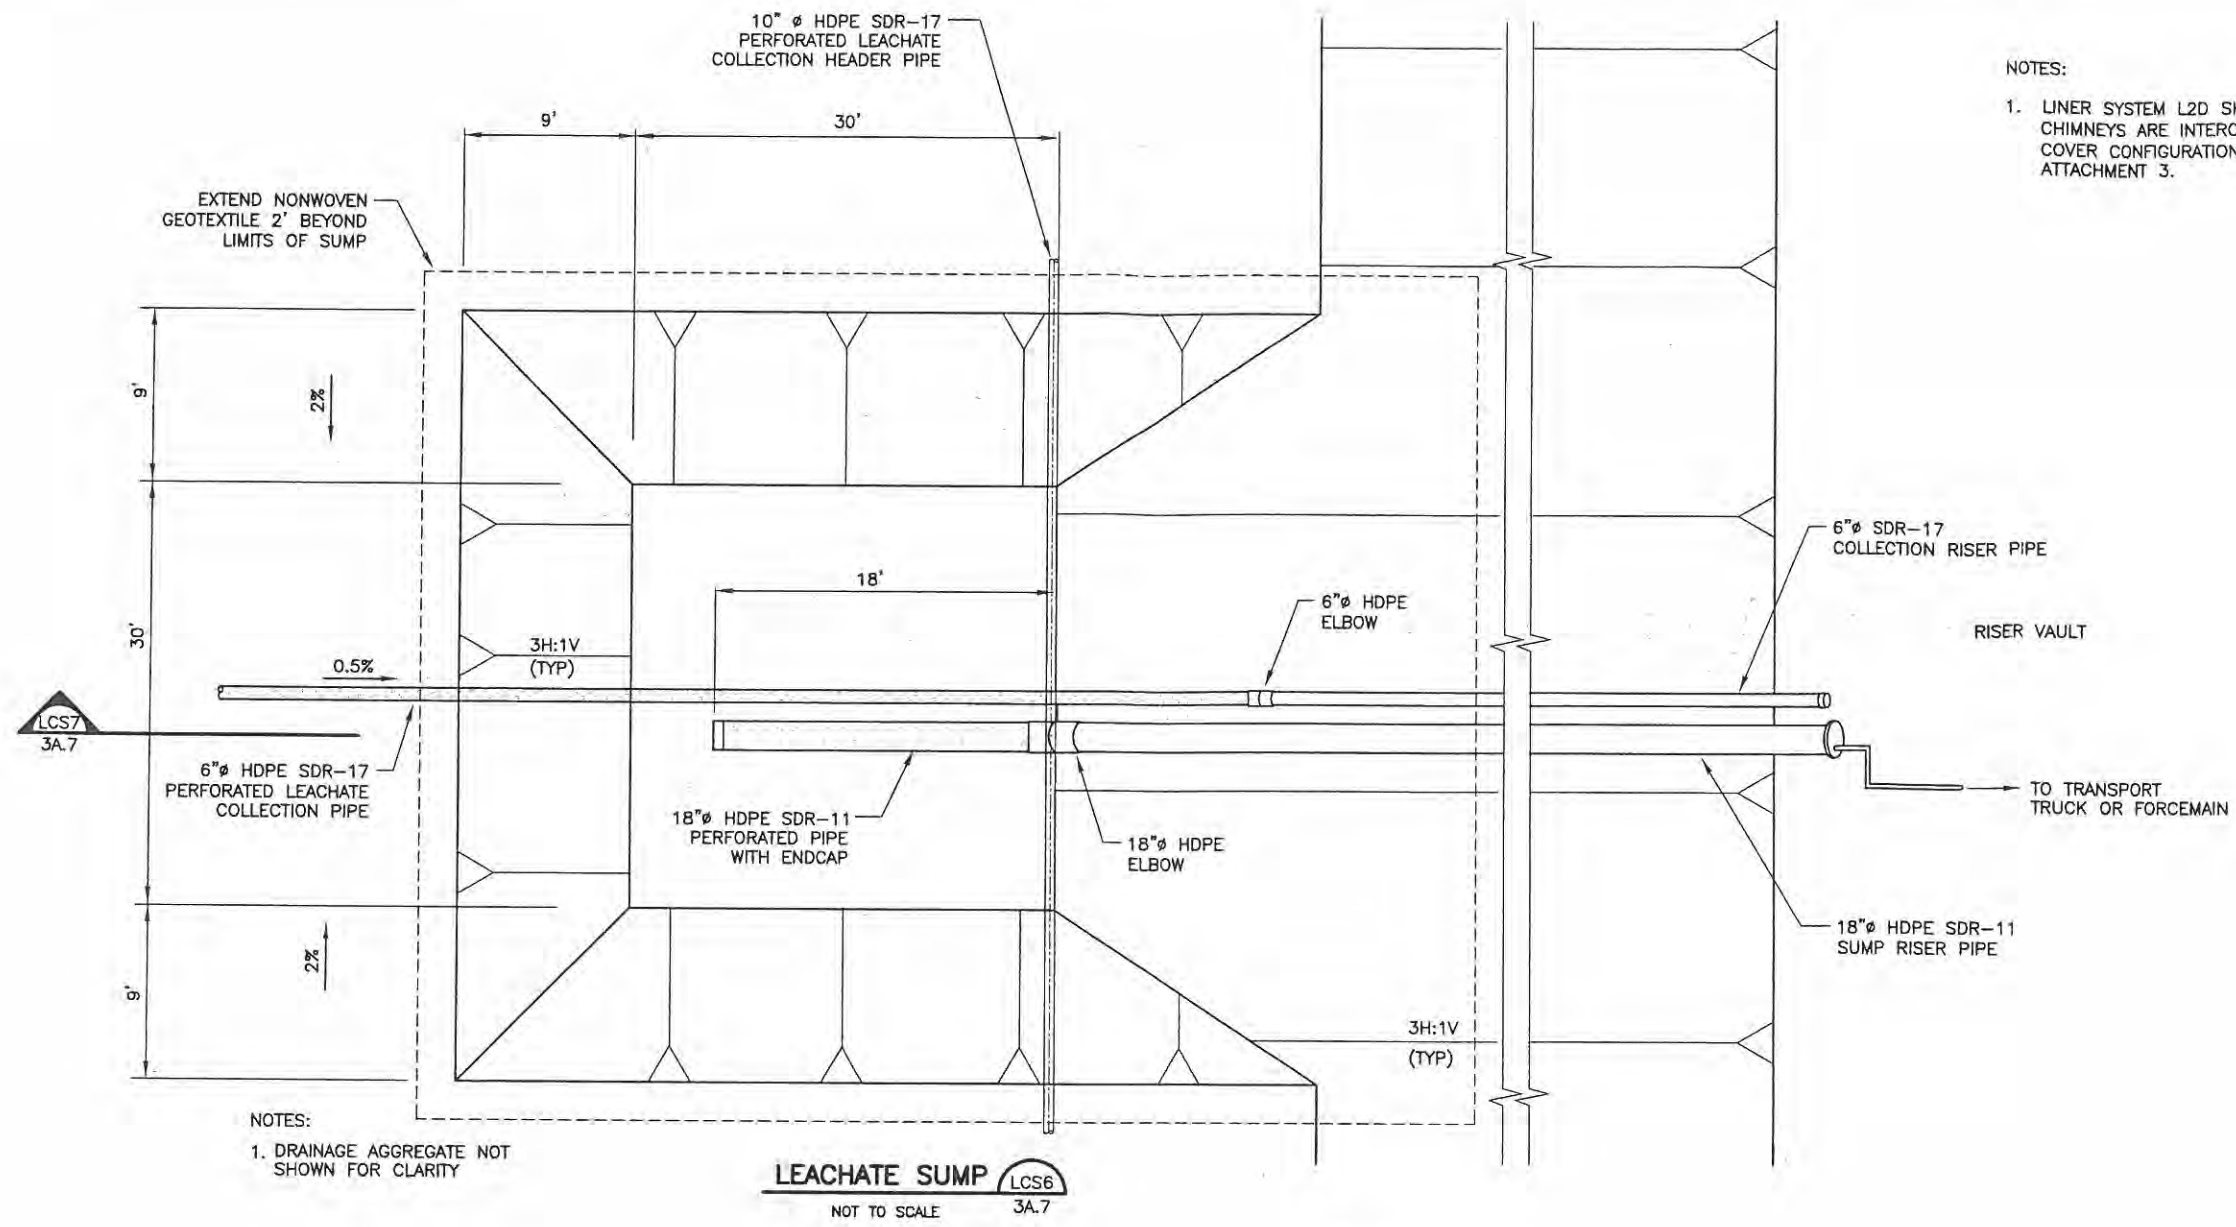 10" ø HDPE SDR-17
PERFORATED LEACHATE
COLLECTION HEADER PIPE
NOTES:
1. LINER SYSTEM L2D
CHIMNEYS ARE
COVER CONFIGURATION
ATTACHMENT 3.
9'
30'
EXTEND NONWOVEN
GEOTEXTILE 2' BEYOND
LIMITS OF SUMP
9'
2%
18'
6"ø SDR-17
COLLECTION RISER PIPE
6"ø HDPE
ELBOW
RISER VAULT
30'
3H:1V
(TYP)
0.5%
LCS7
3A.7
6"ø HDPE SDR-17
PERFORATED LEACHATE
COLLECTION PIPE
18"ø HDPE SDR-11
PERFORATED PIPE
WITH ENDCAP
18"ø HDPE
ELBOW
TO TRANSPORT
TRUCK OR FORCEMAIN
18"ø HDPE SDR-11
SUMP RISER PIPE
2%
9'
3H:1V
(TYP)
NOTES:
1. DRAINAGE AGGREGATE NOT
SHOWN FOR CLARITY
LEACHATE SUMP LCS6
NOT TO SCALE 3A.7